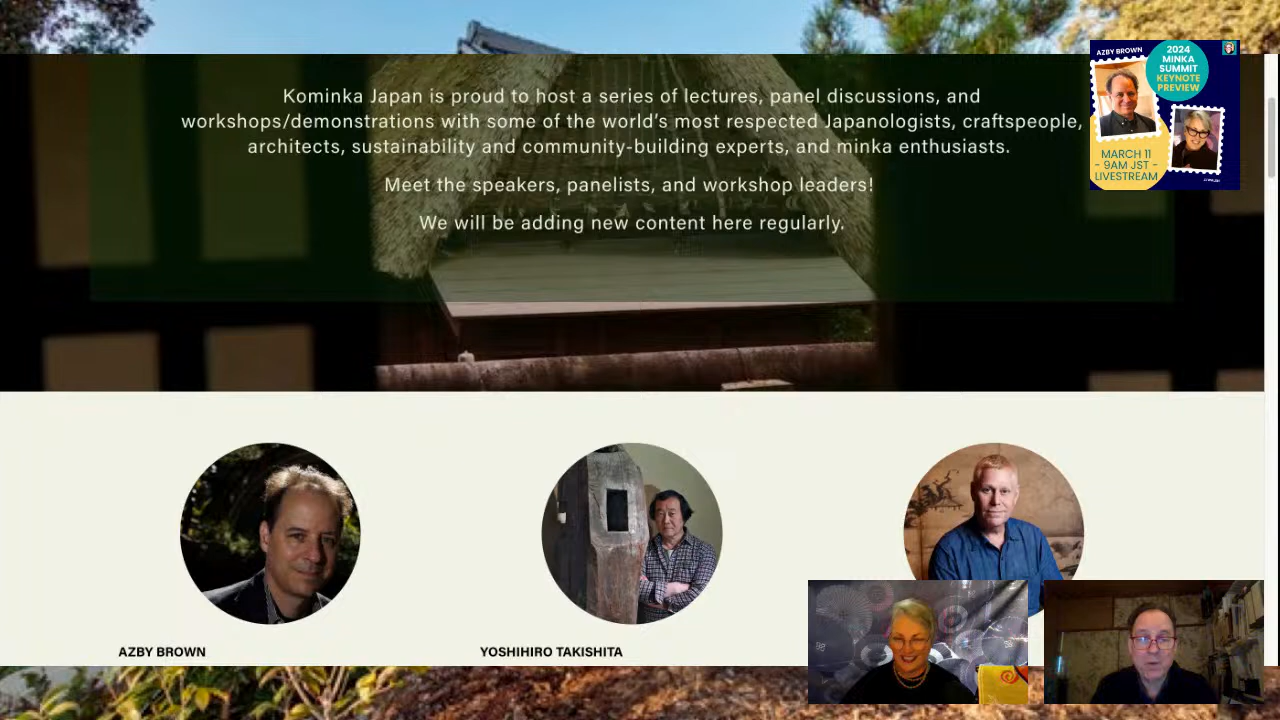 Kominka Japan is proud to host a series of lectures, panel discussions, and
workshops/demonstrations with some of the world's most respected Japanologists, craftspeople,
architects, sustainability and community-building experts, and minka enthusiasts.
Meet the speakers, panelists, and workshop leaders!
We will be adding new content here regularly.
AZBY BROWN
2024
MINKA
SUMMIT
KEYNOTE
PREVIEW
MARCH 11
- 9AM JST -
LIVESTREAM
AZBY BROWN
YOSHIHIRO TAKISHITA